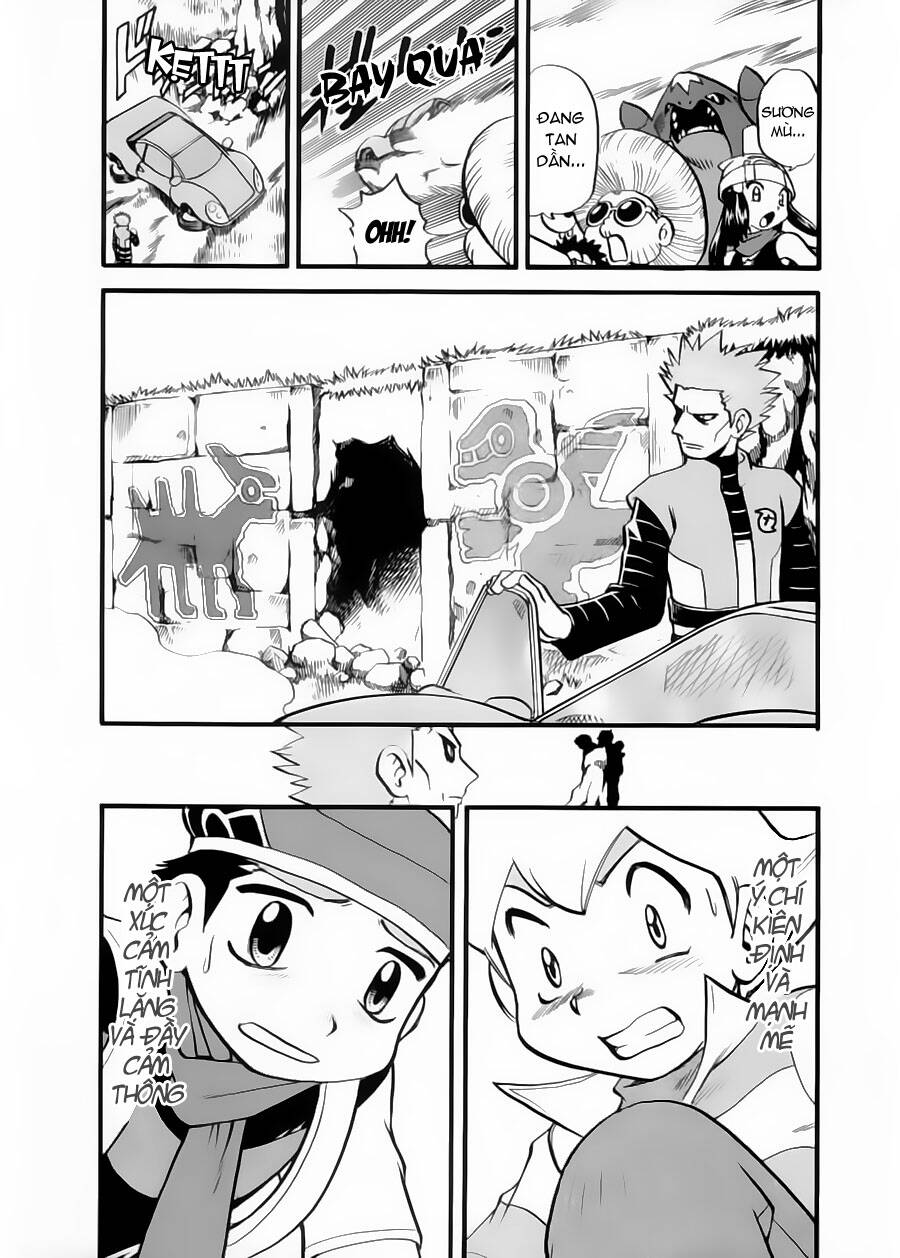 SƯƠNG
MÙ...
ĐANG
TAN
DẦN...
BAY QUA
OHH!
KẸTTT
MỘT
Ý CHÍ
KIÊN
ĐỊNH
VÀ
MẠNH
MẼ
MỘT
XÚC
CẢM
TĨNH
LẶNG
VÀ ĐẦY
CẢM
THÔNG